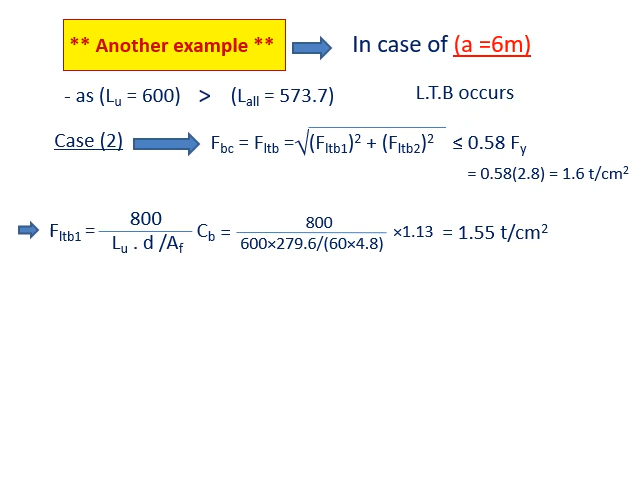 ** Another example ** In case of (a =6m)
- as (Lu = 600) > (Lall = 573.7) L.T.B occurs
Case (2) Fbc = Fltb =√(Fltb1)² + (Fltb2)² ≤ 0.58 Fy
= 0.58(2.8) = 1.6 t/cm²
Fltb1 = 800 / Lu . d /Af Cb = 800 / 600×279.6/(60×4.8) ×1.13 = 1.55 t/cm²